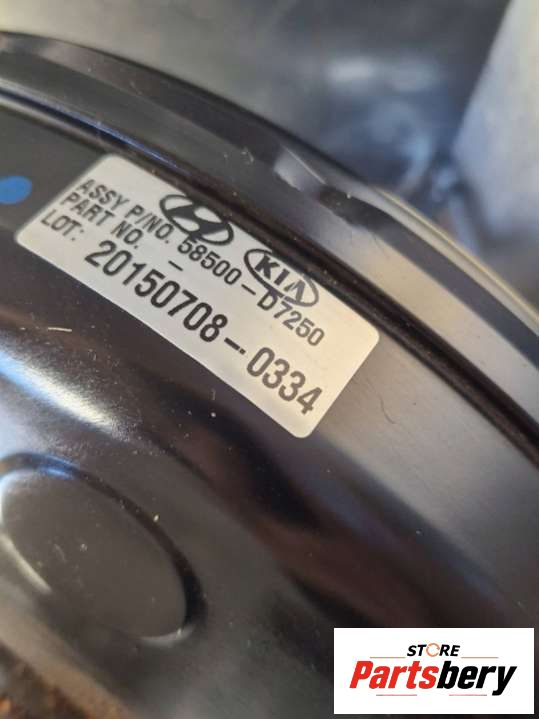 KIA
ASSY P/NO. 58500-D7250
PART NO. -
LOT: 20150708-0334
STORE
Partsbery